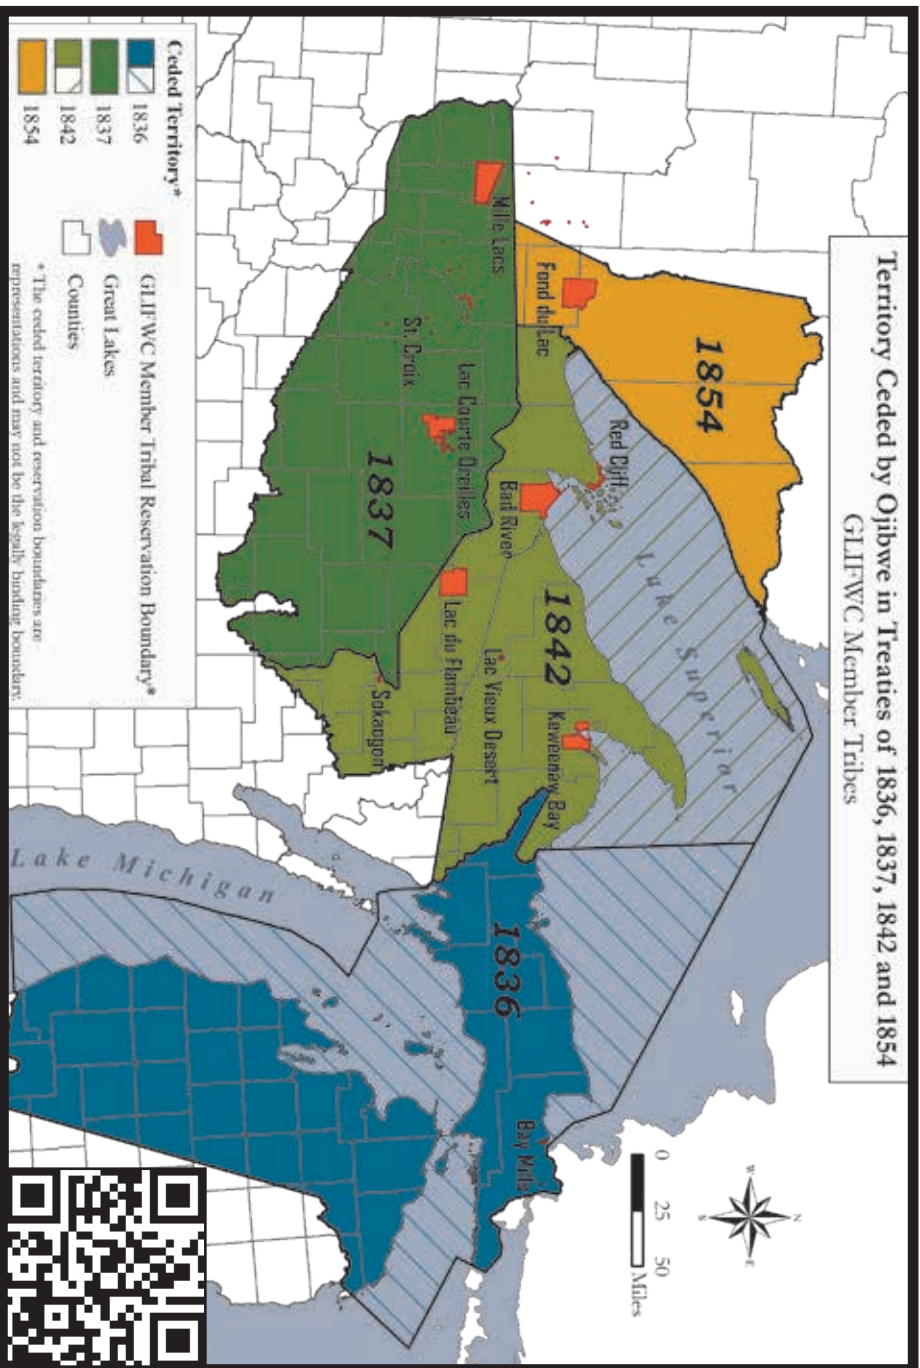 Territory Ceded by Ojibwe in Treaties of 1836, 1837, 1842 and 1854
GLIFWC Member Tribes
1854
Fond du Lac
Mille Lacs
Red Cliff
Lake Superior
Bad River
1842
Keweenaw Bay
St. Croix
Lac Courte Oreilles
1837
Lac du Flambeau
Lac Vieux Desert
Sokaogon
1836
Bay Mills
Lake Michigan
N
W
E
S
0 25 50
Miles
Ceded Territory*
1836
1837
1842
1854
GLIFWC Member Tribal Reservation Boundary*
Great Lakes
Counties
* The ceded territory and reservation boundaries are
representations and may not be the legally binding boundary.